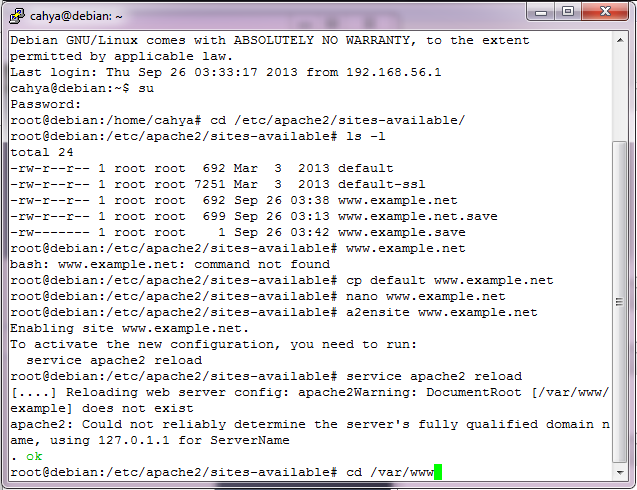 cahya@debian: ~
Debian GNU/Linux comes with ABSOLUTELY NO WARRANTY, to the extent
permitted by applicable law.
Last login: Thu Sep 26 03:33:17 2013 from 192.168.56.1
cahya@debian:~$ su
Password:
root@debian:/home/cahya# cd /etc/apache2/sites-available/
root@debian:/etc/apache2/sites-available# ls -l
total 24
-rw-r--r-- 1 root root  692 Mar  3  2013 default
-rw-r--r-- 1 root root 7251 Mar  3  2013 default-ssl
-rw-r--r-- 1 root root  692 Sep 26 03:38 www.example.net
-rw-r--r-- 1 root root  699 Sep 26 03:13 www.example.net.save
-rw------- 1 root root    1 Sep 26 03:42 www.example.save
root@debian:/etc/apache2/sites-available# www.example.net
bash: www.example.net: command not found
root@debian:/etc/apache2/sites-available# cp default www.example.net
root@debian:/etc/apache2/sites-available# nano www.example.net
root@debian:/etc/apache2/sites-available# a2ensite www.example.net
Enabling site www.example.net.
To activate the new configuration, you need to run:
  service apache2 reload
root@debian:/etc/apache2/sites-available# service apache2 reload
[....] Reloading web server config: apache2Warning: DocumentRoot [/var/www/
example] does not exist
apache2: Could not reliably determine the server's fully qualified domain n
ame, using 127.0.1.1 for ServerName
. ok
root@debian:/etc/apache2/sites-available# cd /var/www